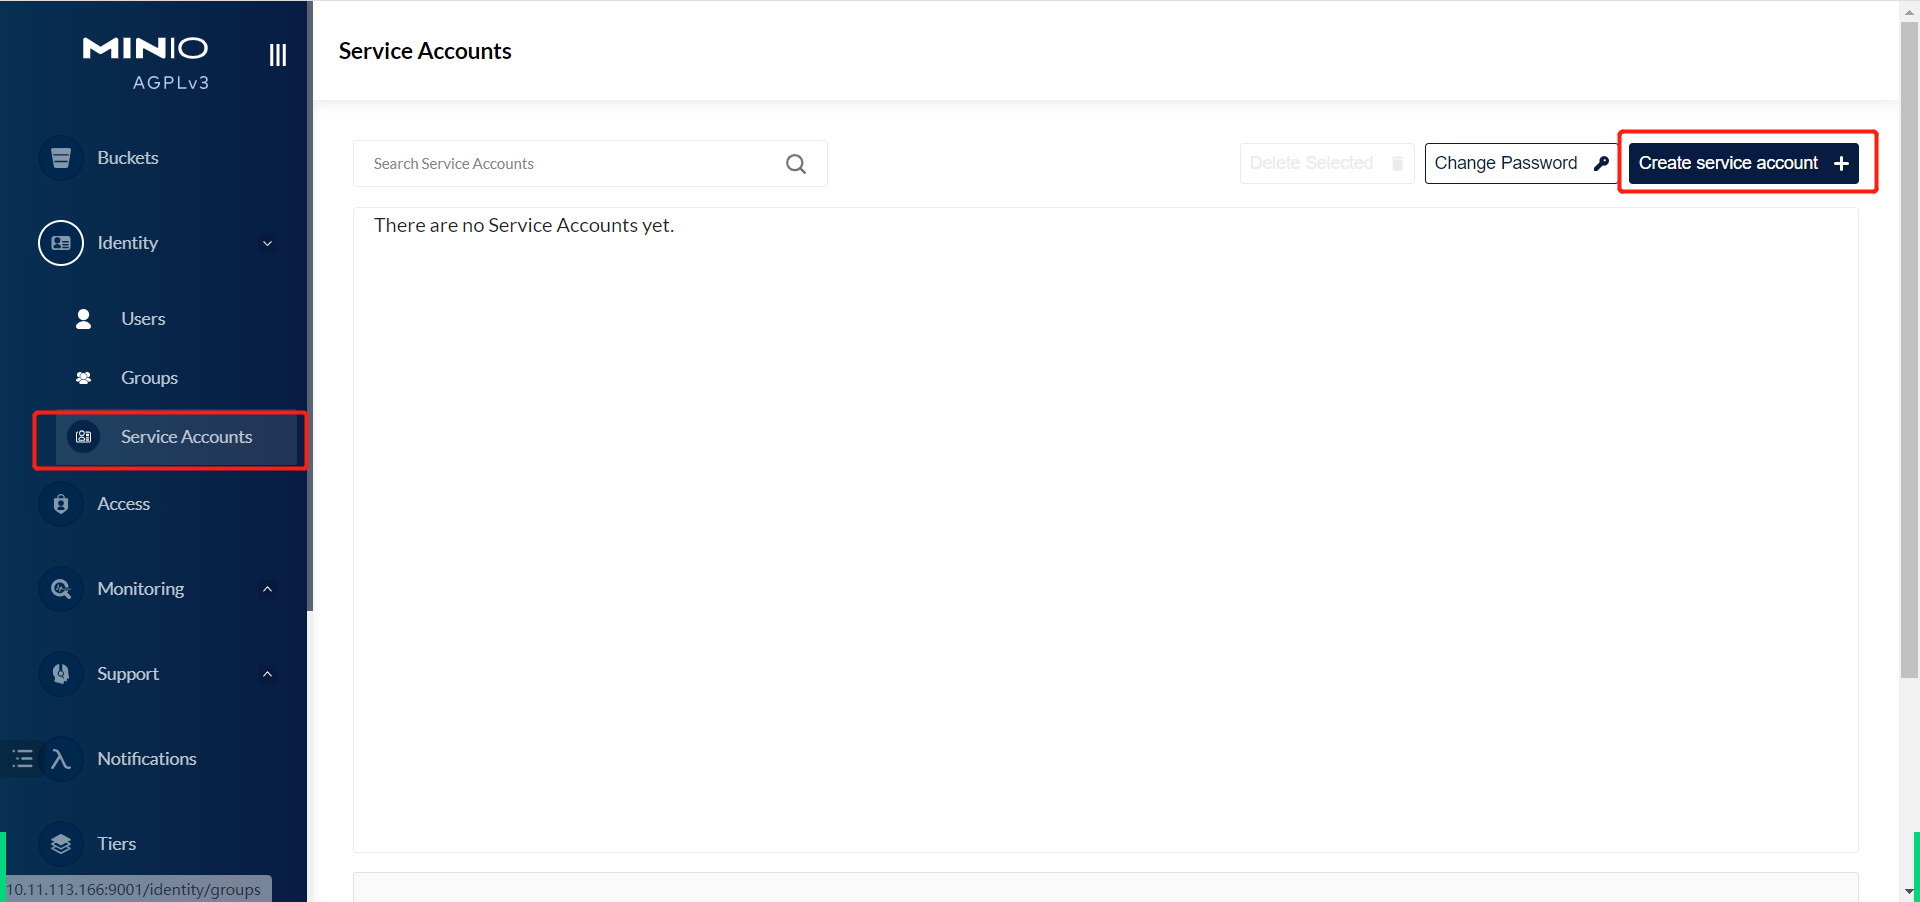 MINIO
AGPLv3
Buckets
Identity
Users
Groups
Service Accounts
Access
Monitoring
Support
Notifications
Tiers
10.11.113.166:9001/identity/groups
Service Accounts
Search Service Accounts
Delete Selected
Change Password
Create service account
There are no Service Accounts yet.